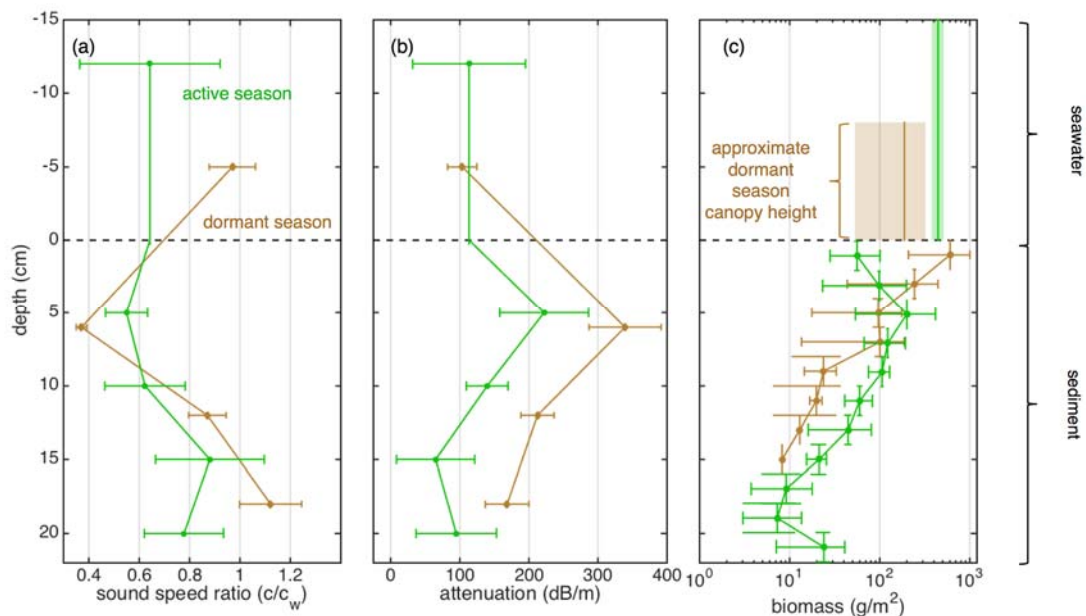 (a)
(b)
(c)
-15
-10
-5
0
5
10
15
20
depth (cm)
active season
dormant season
approximate
dormant
season
canopy height
0.4 0.6 0.8 1 1.2
sound speed ratio (c/c_w)
0 100 200 300 400
attenuation (dB/m)
10^0 10^1 10^2 10^3
biomass (g/m^2)
seawater
sediment